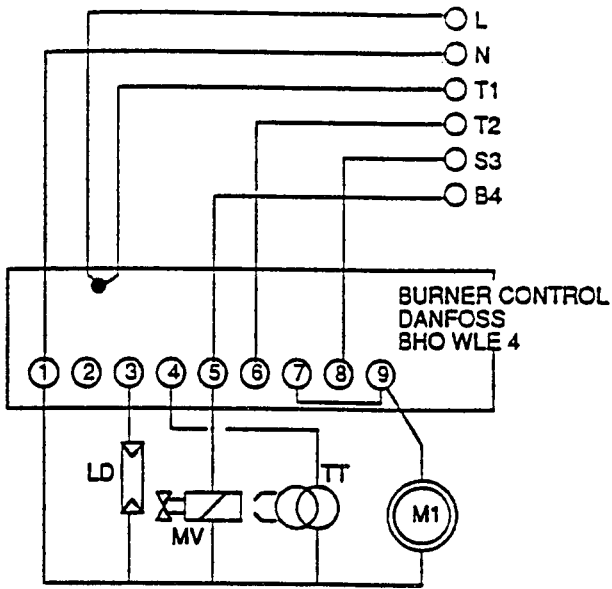 L
N
T1
T2
S3
B4
BURNER CONTROL
DANFOSS
BHO WLE 4
1 2 3 4 5 6 7 8 9
LD
TT
MV
M1